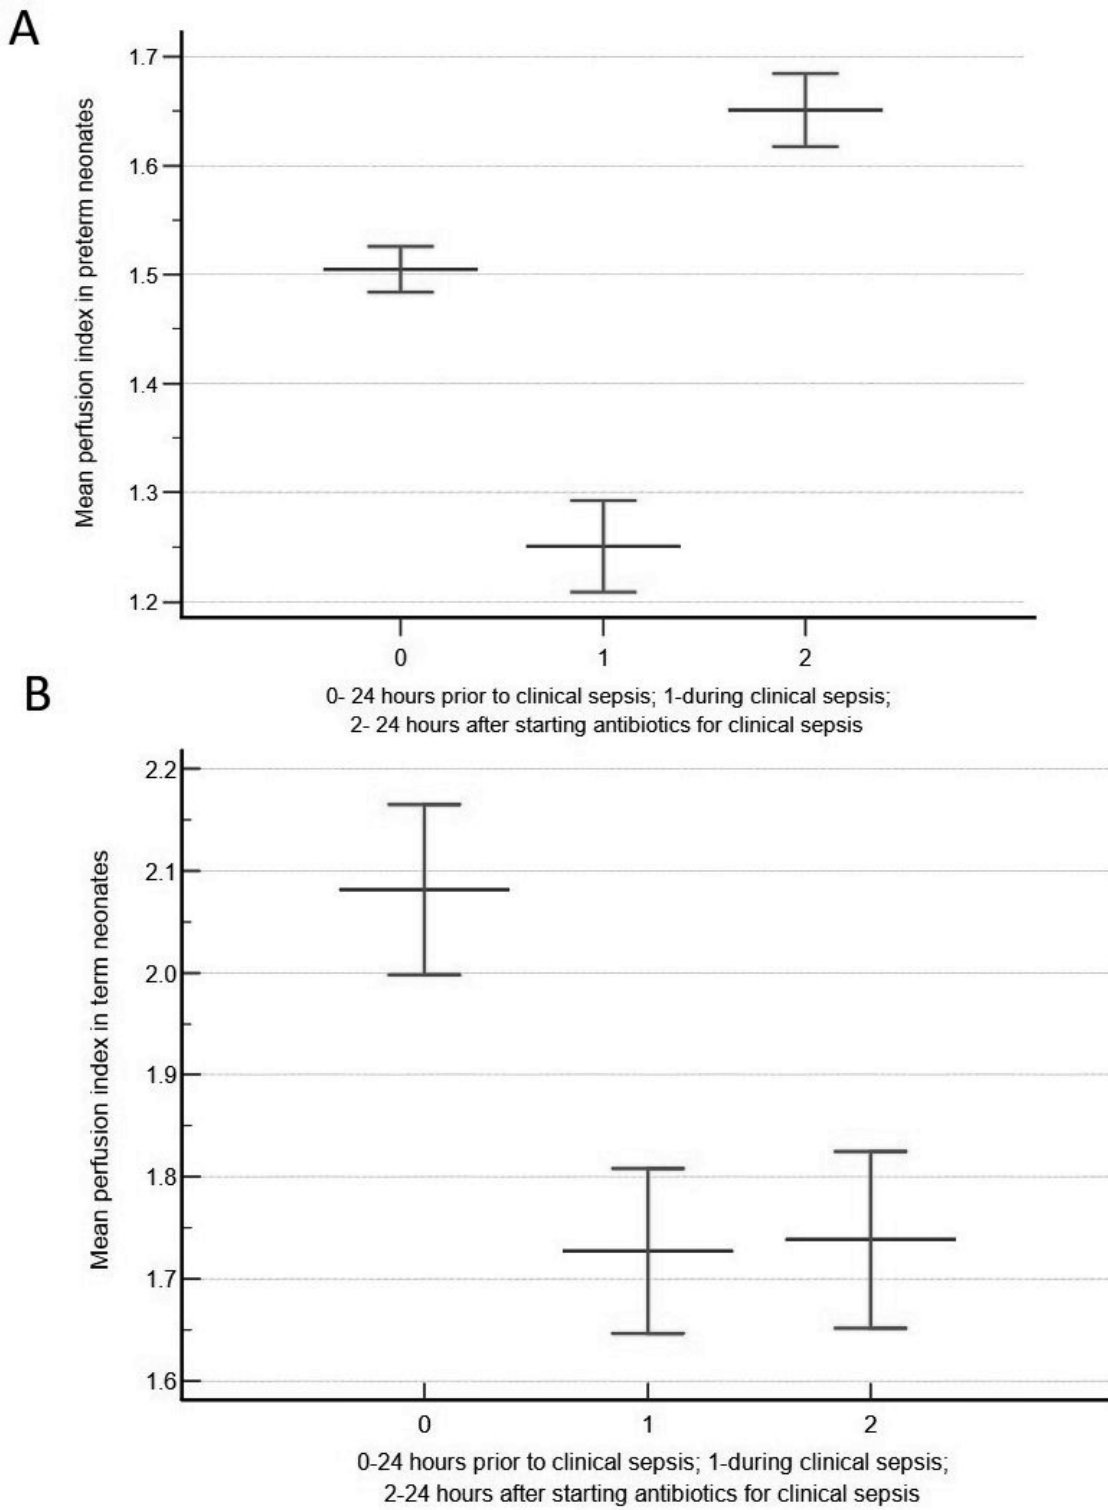 A
Mean perfusion index in preterm neonates
1.7
1.6
1.5
1.4
1.3
1.2
0 1 2
0- 24 hours prior to clinical sepsis; 1-during clinical sepsis;
2- 24 hours after starting antibiotics for clinical sepsis
B
Mean perfusion index in term neonates
2.2
2.1
2.0
1.9
1.8
1.7
1.6
0 1 2
0-24 hours prior to clinical sepsis; 1-during clinical sepsis;
2-24 hours after starting antibiotics for clinical sepsis